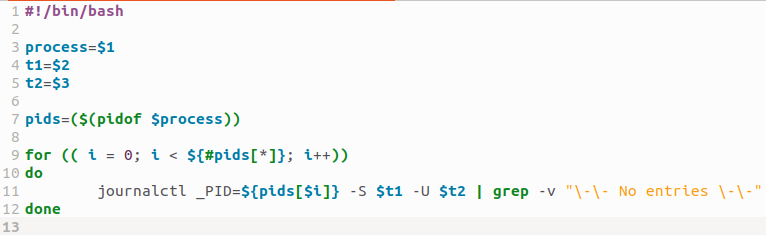 1 #!/bin/bash
2
3 process=$1
4 t1=$2
5 t2=$3
6
7 pids=($(pidof $process))
8
9 for (( i = 0; i < ${#pids[*]}; i++))
10 do
11         journalctl _PID=${pids[$i]} -S $t1 -U $t2 | grep -v "\-\- No entries \-\-"
12 done
13